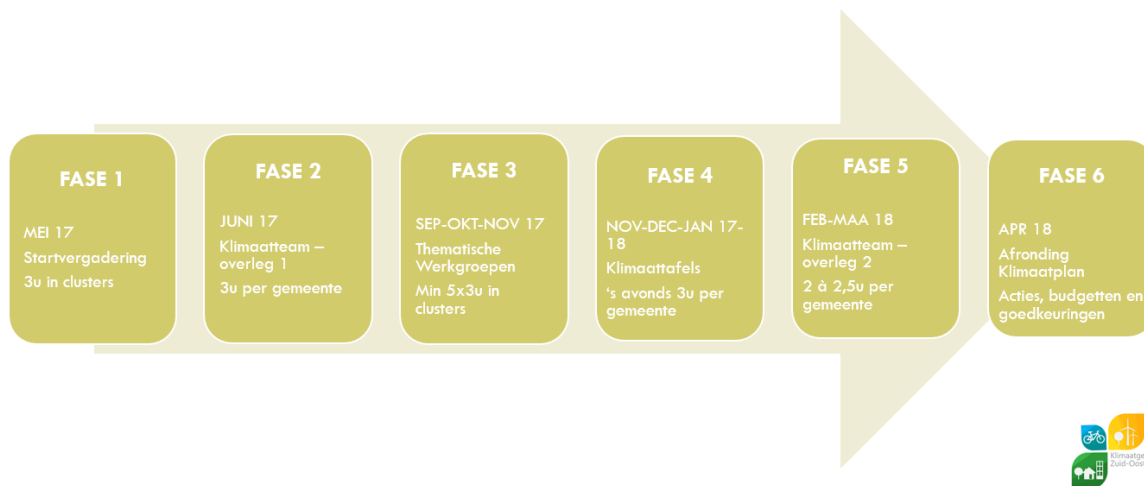 FASE 1
MEI 17
Startvergadering
3u in clusters
FASE 2
JUNI 17
Klimaatteam –
overleg 1
3u per gemeente
FASE 3
SEP-OKT-NOV 17
Thematische
Werkgroepen
Min 5x3u in
clusters
FASE 4
NOV-DEC-JAN 17-
18
Klimaattafels
‘s avonds 3u per
gemeente
FASE 5
FEB-MAA 18
Klimaatteam –
overleg 2
2 à 2,5u per
gemeente
FASE 6
APR 18
Afronding
Klimaatplan
Acties, budgetten en
goedkeuringen
Klimaatge
Zuid-Oost